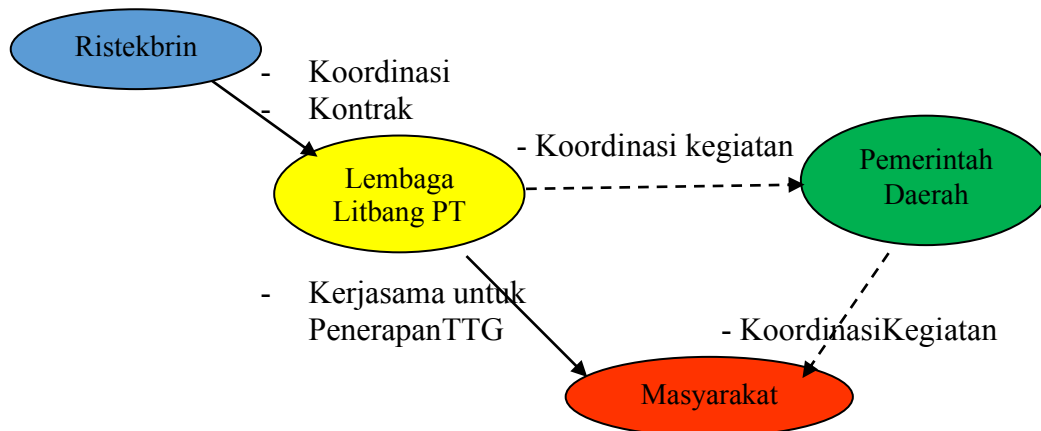 Ristekbrin
- Koordinasi
- Kontrak
- Koordinasi kegiatan
Pemerintah
Daerah
Lembaga
Litbang PT
- Kerjasama untuk
PenerapanTTG
- KoordinasiKegiatan
Masyarakat